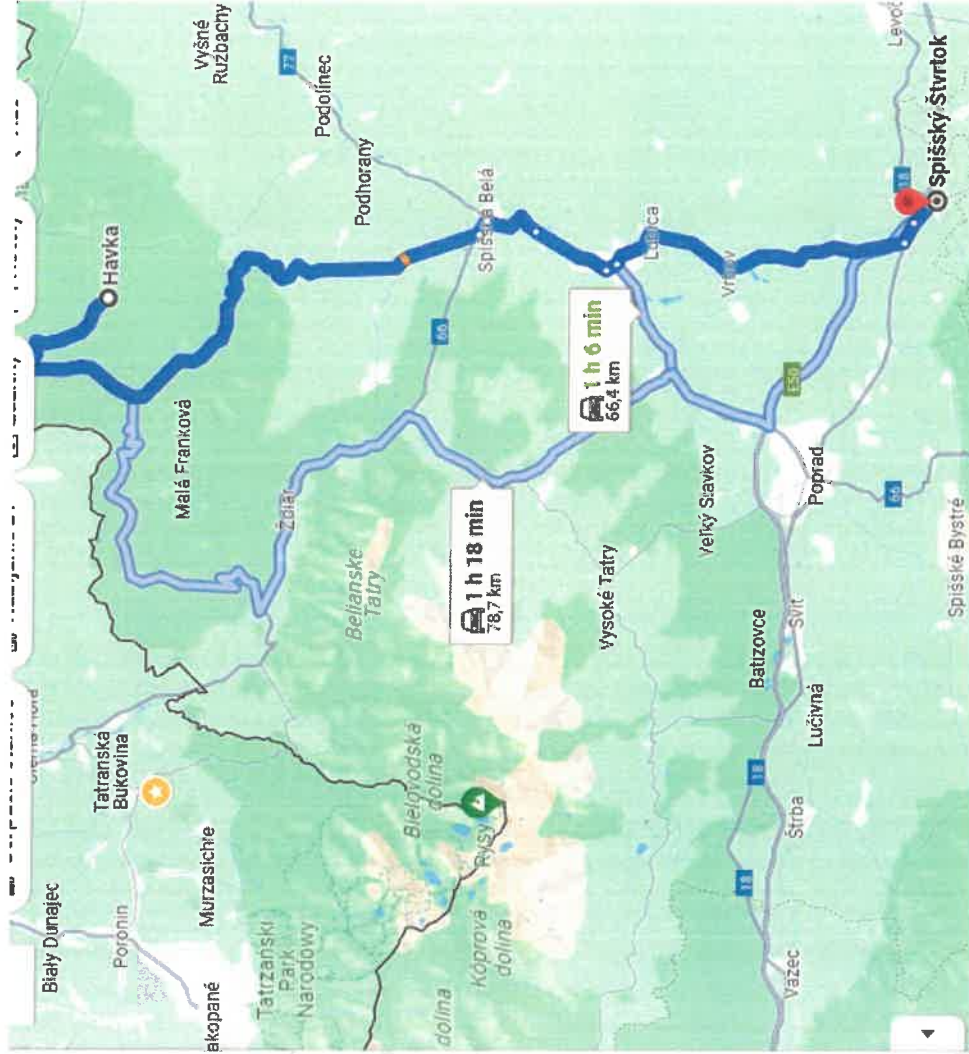 Biały Dunajec
Havka
Tatranská
Bukovina
Poronin
Malá Franková
Vyšné
Ružbachy
Murzasichle
akopané
Tatrzanski
Park
Narodowy
Ždiar
77
Podolínec
Podhorany
Belianske
Tatry
Bielovodská
dolina
66
dolina
Kôprová
dolina
Rysy
1 h 18 min
78,7 km
Spišská Belá
1 h 6 min
66,4 km
Vysoké Tatry
Ľubica
Veľký Slavkov
Vrbov
18
18
Batizovce
Svit
E50
Važec
Štrba
Lučivná
Poprad
66
Levoč
18
Spišský Štvrtok
Spišské Bystré